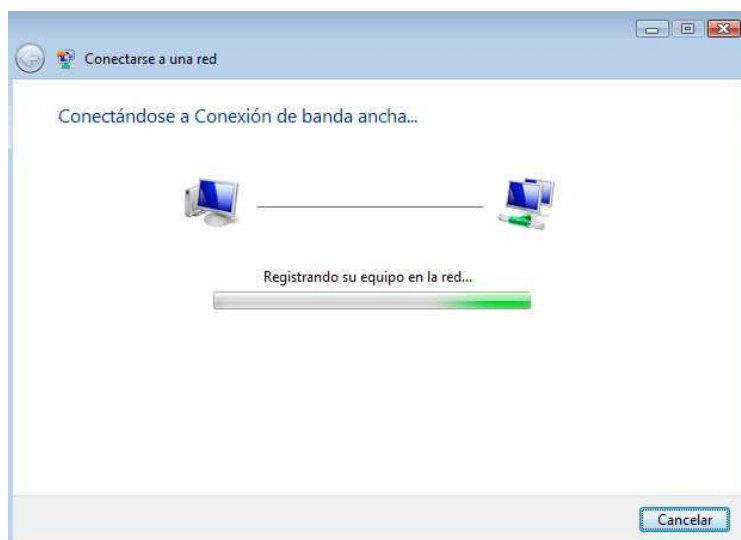 Conectarse a una red
Conectándose a Conexión de banda ancha...
Registrando su equipo en la red...
Cancelar